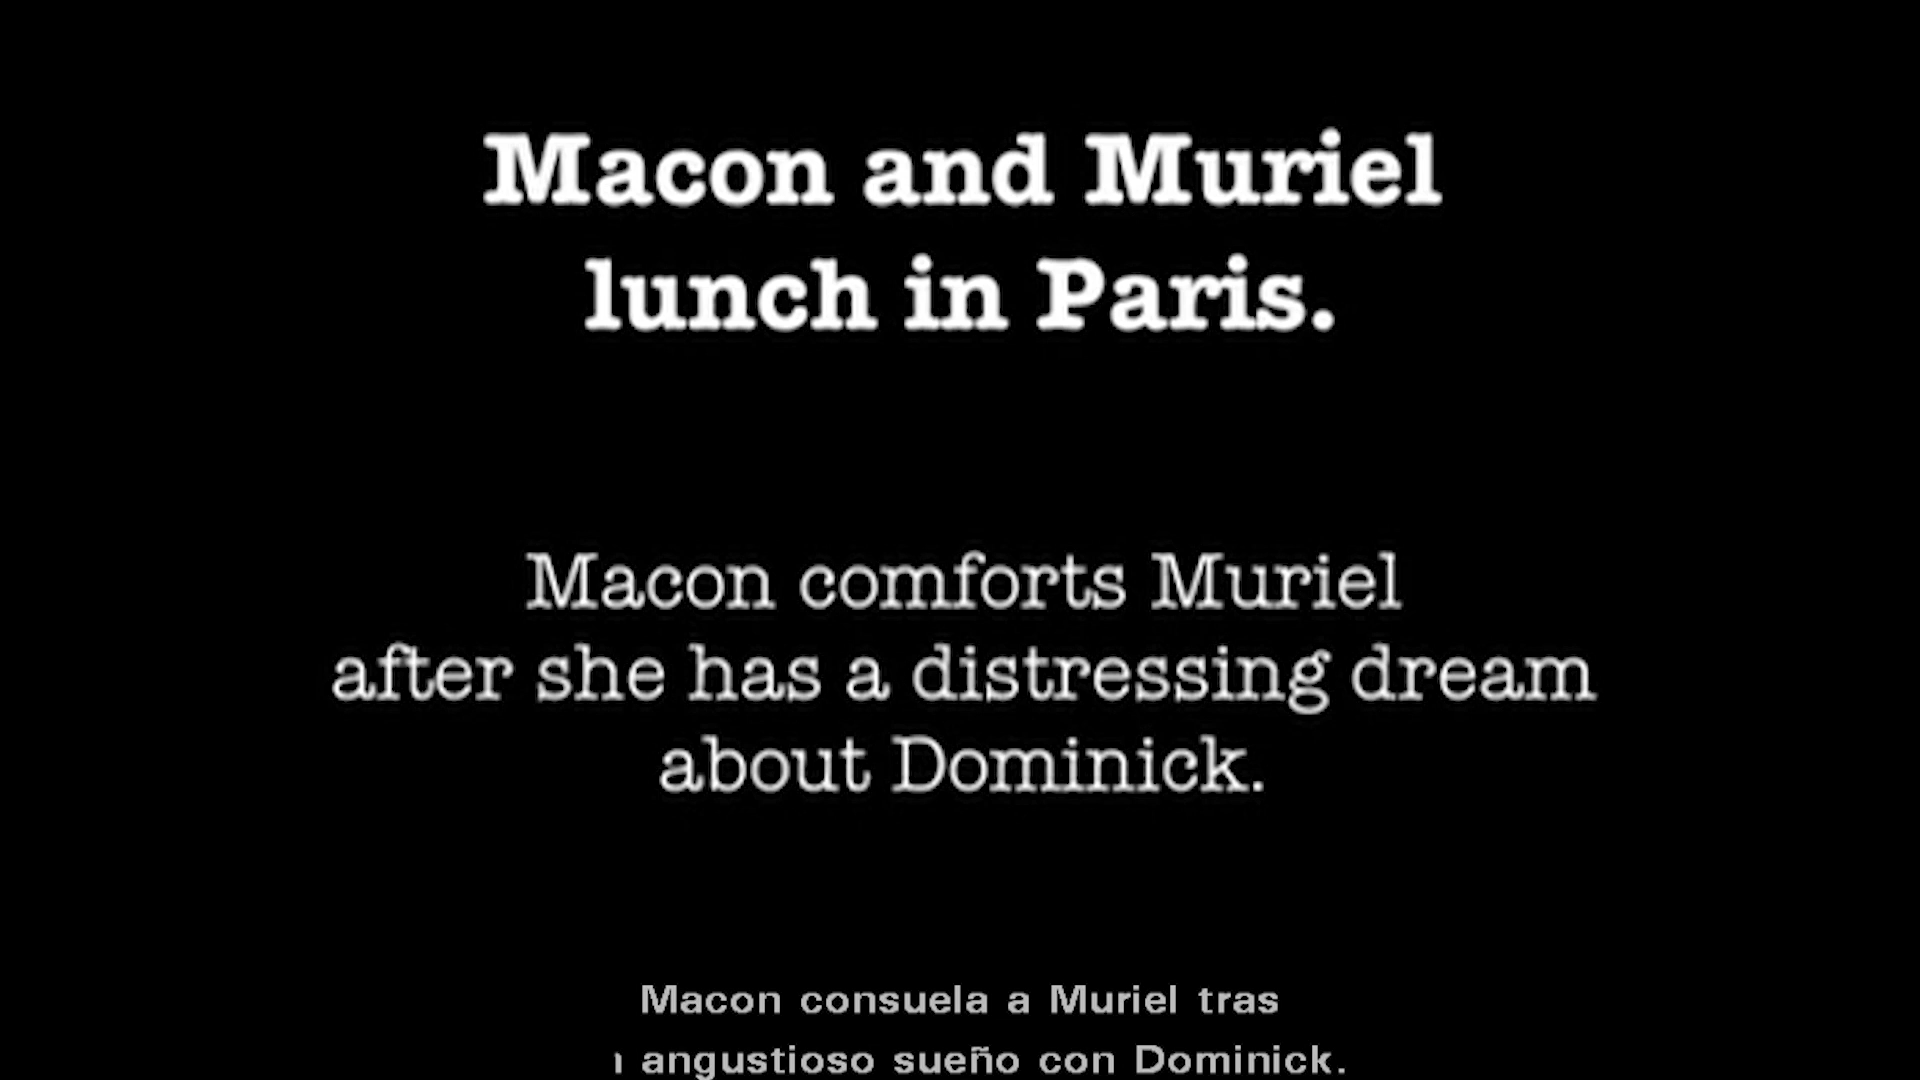 Macon and Muriel
lunch in Paris.
Macon comforts Muriel
after she has a distressing dream
about Dominick.
Macon consuela a Muriel tras
angustioso sueño con Dominick.